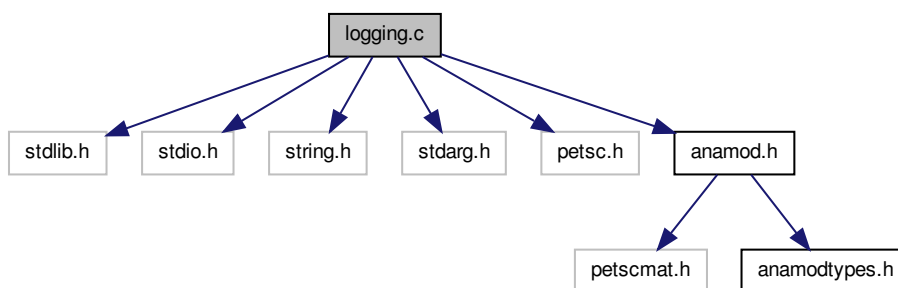 logging.c
stdlib.h
stdio.h
string.h
stdarg.h
petsc.h
anamod.h
petscmat.h
anamodtypes.h